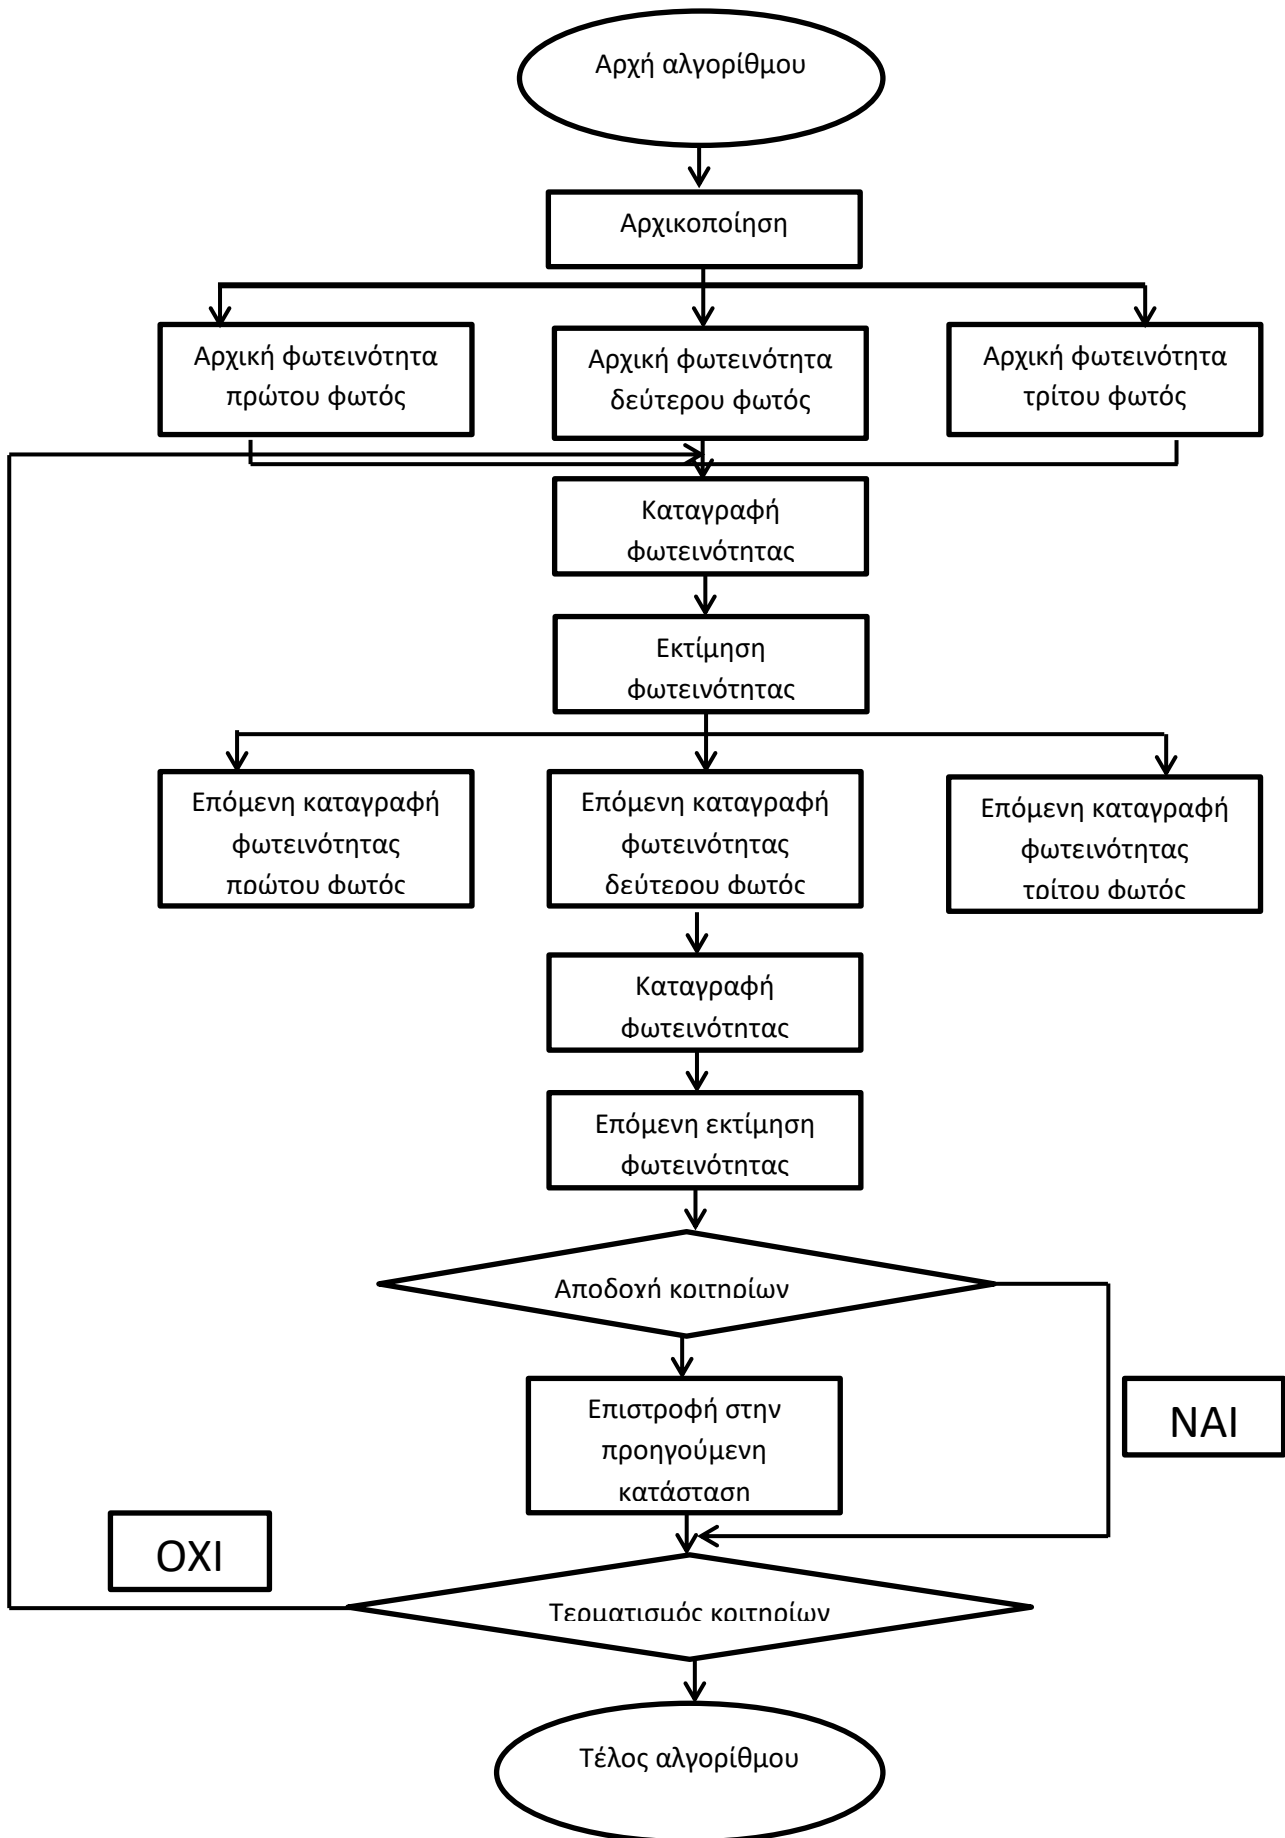 Αρχή αλγορίθμου
Αρχικοποίηση
Αρχική φωτεινότητα
πρώτου φωτός
Αρχική φωτεινότητα
δεύτερου φωτός
Αρχική φωτεινότητα
τρίτου φωτός
Καταγραφή
φωτεινότητας
Εκτίμηση
φωτεινότητας
Επόμενη καταγραφή
φωτεινότητας
πρώτου φωτός
Επόμενη καταγραφή
φωτεινότητας
δεύτερου φωτός
Επόμενη καταγραφή
φωτεινότητας
τρίτου φωτός
Καταγραφή
φωτεινότητας
Επόμενη εκτίμηση
φωτεινότητας
Αποδοχή κριτηρίων
Επιστροφή στην
προηγούμενη
κατάσταση
ΝΑΙ
ΟΧΙ
Τερματισμός κριτηρίων
Τέλος αλγορίθμου